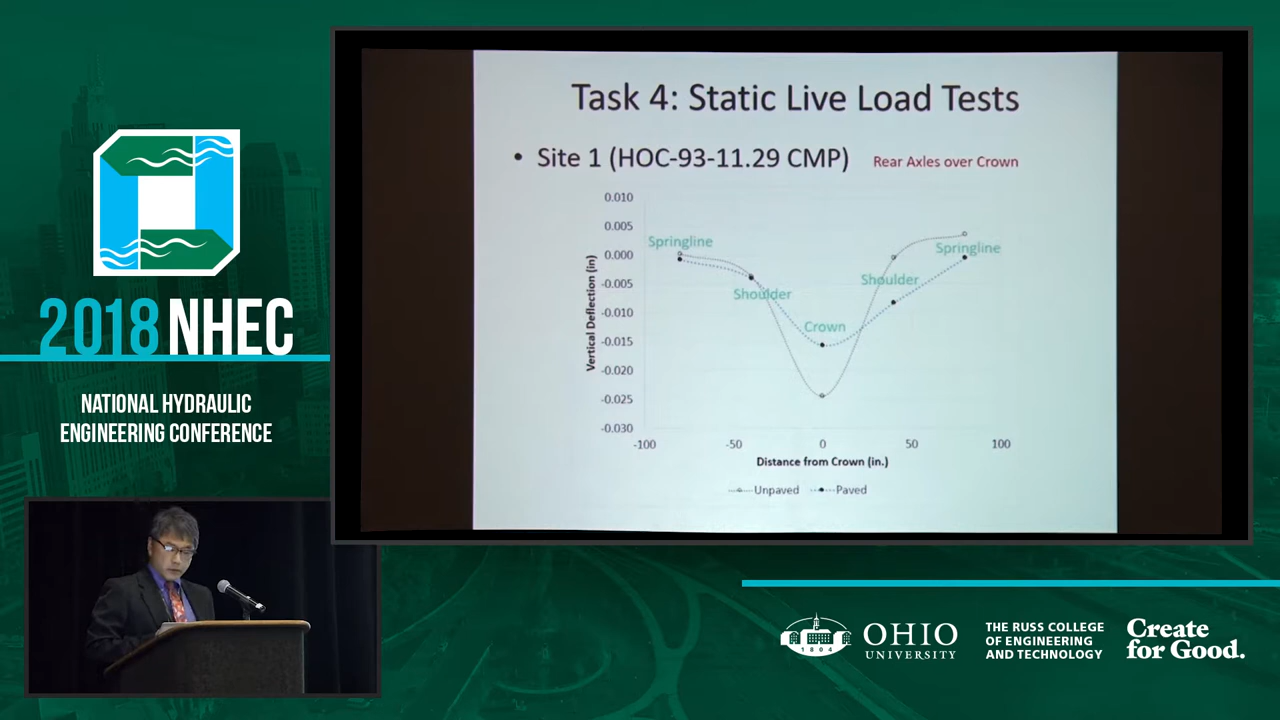 2018 NHEC
NATIONAL HYDRAULIC
ENGINEERING CONFERENCE
Task 4: Static Live Load Tests
• Site 1 (HOC-93-11.29 CMP)
Rear Axles over Crown
Vertical Deflection (in)
0.010
0.005
0.000
-0.005
-0.010
-0.015
-0.020
-0.025
-0.030
Springline
Shoulder
Crown
Shoulder
Springline
-100
-50
0
50
100
Distance from Crown (in.)
Unpaved
Paved
OHIO
UNIVERSITY
1804
THE RUSS COLLEGE
OF ENGINEERING
AND TECHNOLOGY
Create
for Good.